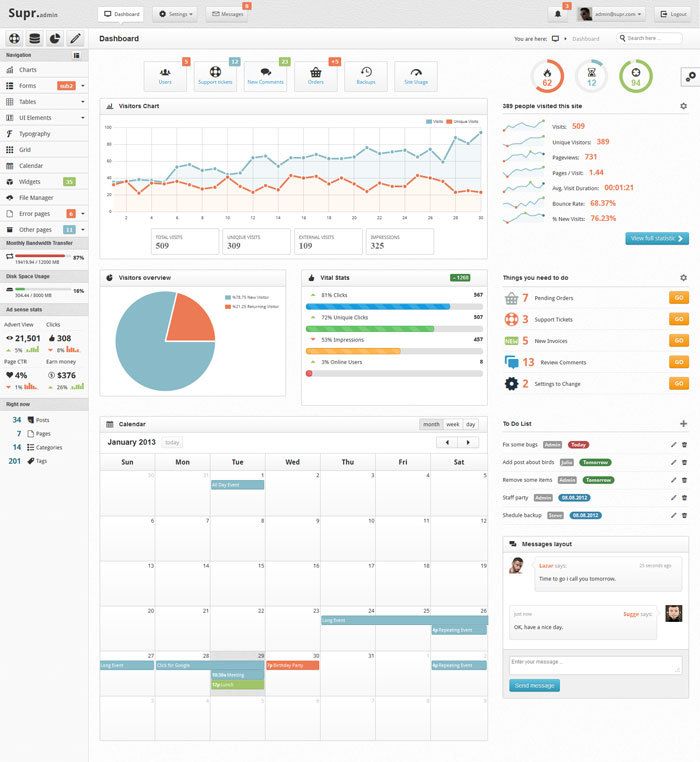 Supr.admin
Dashboard
Settings
Messages
8
3
admin@supr.com
Logout
Dashboard
You are here:
Dashboard
Search here ...
Navigation
Charts
Forms
sub2
Tables
UI Elements
Typography
Grid
Calendar
Widgets
35
File Manager
Error pages
6
Other pages
11
Monthly Bandwidth Transfer
87%
19419.94 / 12000 MB
Disk Space Usage
16%
304.44 / 8000 MB
Ad sense stats
Advert View
Clicks
21,501
308
5%
8%
Page CTR
Earn money
4%
$376
1%
26%
Right now
34 Posts
7 Pages
14 Categories
201 Tags
5
Users
12
Support tickets
23
New Comments
+5
Orders
Backups
Site Usage
62
12
94
Visitors Chart
Visits
Unique Visits
100
80
60
40
20
0
2 4 6 8 10 12 14 16 18 20 22 24 26 28 30
TOTAL VISITS
509
UNIQUE VISITS
309
EXTERNAL VISITS
109
IMPRESSIONS
325
389 people visited this site
Visits: 509
Unique Visitors: 389
Pageviews: 731
Pages / Visit: 1.44
Avg. Visit Duration: 00:01:21
Bounce Rate: 68.37%
% New Visits: 76.23%
View full statistic
Visitors overview
%78.75 New Visitor
%21.25 Returning Visitor
Vital Stats
1268
81% Clicks
567
72% Unique Clicks
507
53% Impressions
457
3% Online Users
8
Things you need to do
7 Pending Orders GO
3 Support Tickets GO
NEW 5 New Invoices GO
13 Review Comments GO
2 Settings to Change GO
Calendar
month week day
January 2013
today
Sun Mon Tue Wed Thu Fri Sat
30 31 1 2 3 4 5
All Day Event
6 7 8 9 10 11 12
13 14 15 16 17 18 19
20 21 22 23 24 25 26
Long Event
4p Repeating Event
27 28 29 30 31 1 2
Long Event
Click for Google
7p Birthday Party
4p Repeating Event
10:30a Meeting
12p Lunch
3 4 5 6 7 8 9
To Do List
Fix some bugs Admin Today
Add post about birds Julia Tomorrow
Remove some items Admin Tomorrow
Staff party Admin 08.08.2012
Shedule backup Steve 08.08.2012
Messages layout
Lazar says:
25 seconds ago
Time to go i call you tomorrow.
just now
Sugge says:
OK, have a nice day.
Enter your message ...
Send message